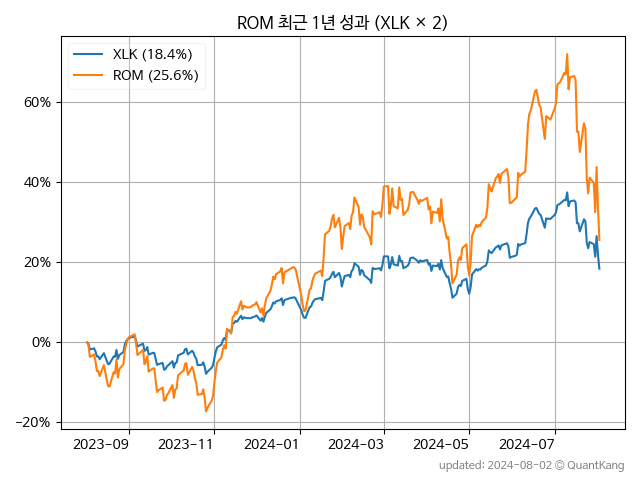 ROM 최근 1년 성과 (XLK × 2)
XLK (18.4%)
ROM (25.6%)
60%
40%
20%
0%
−20%
2023-09 2023-11 2024-01 2024-03 2024-05 2024-07
updated: 2024-08-02 © QuantKang